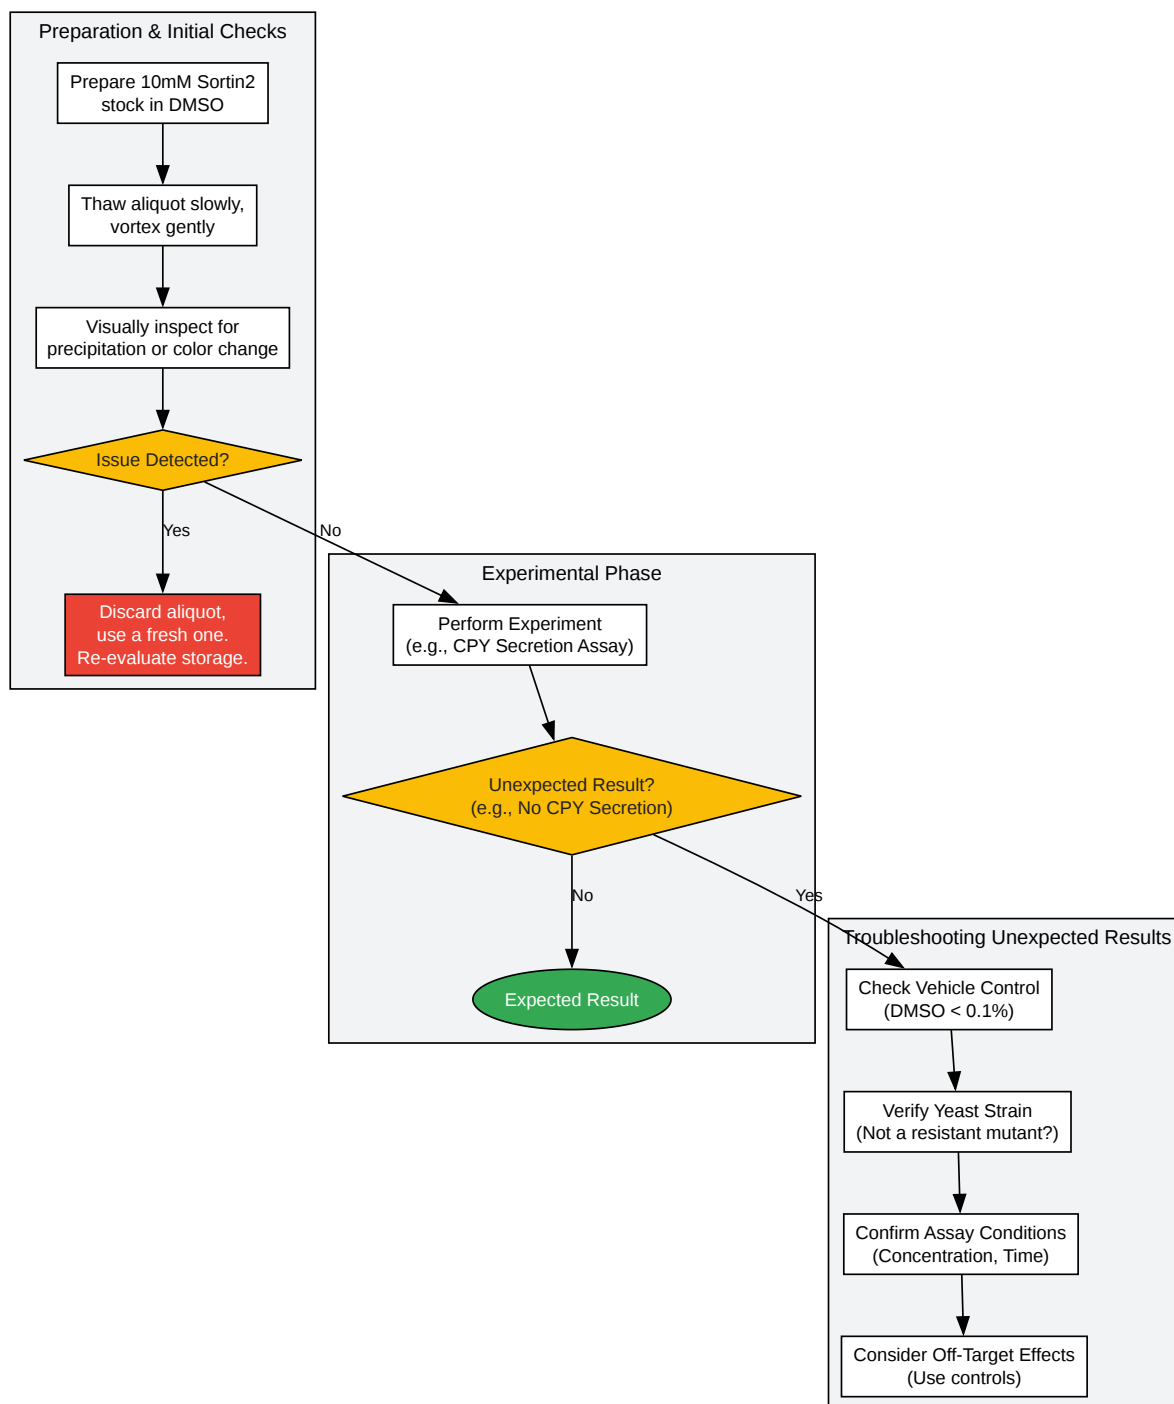 Preparation & Initial Checks
Prepare 10mM Sortin2
stock in DMSO
Thaw aliquot slowly,
vortex gently
Visually inspect for
precipitation or color change
Issue Detected?
Yes
No
Discard aliquot,
use a fresh one.
Re-evaluate storage.
Experimental Phase
Perform Experiment
(e.g., CPY Secretion Assay)
Unexpected Result?
(e.g., No CPY Secretion)
No
Yes
Expected Result
Troubleshooting Unexpected Results
Check Vehicle Control
(DMSO < 0.1%)
Verify Yeast Strain
(Not a resistant mutant?)
Confirm Assay Conditions
(Concentration, Time)
Consider Off-Target Effects
(Use controls)